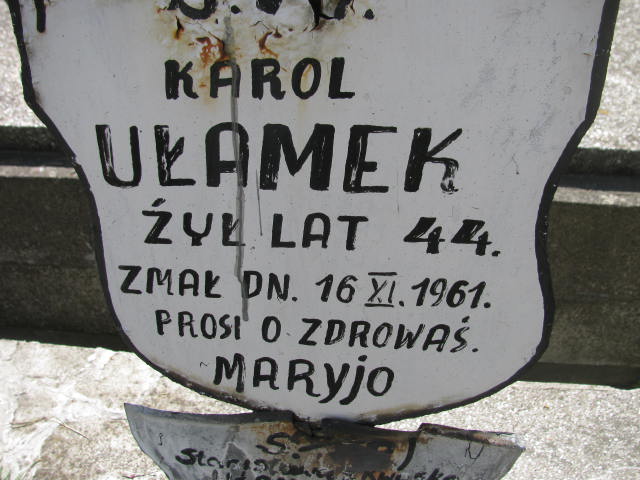 KAROL
UŁAMEK
ŻYŁ LAT 44.
ZMAŁ DN. 16 XI. 1961.
PROSI O ZDROWAŚ.
MARYJO